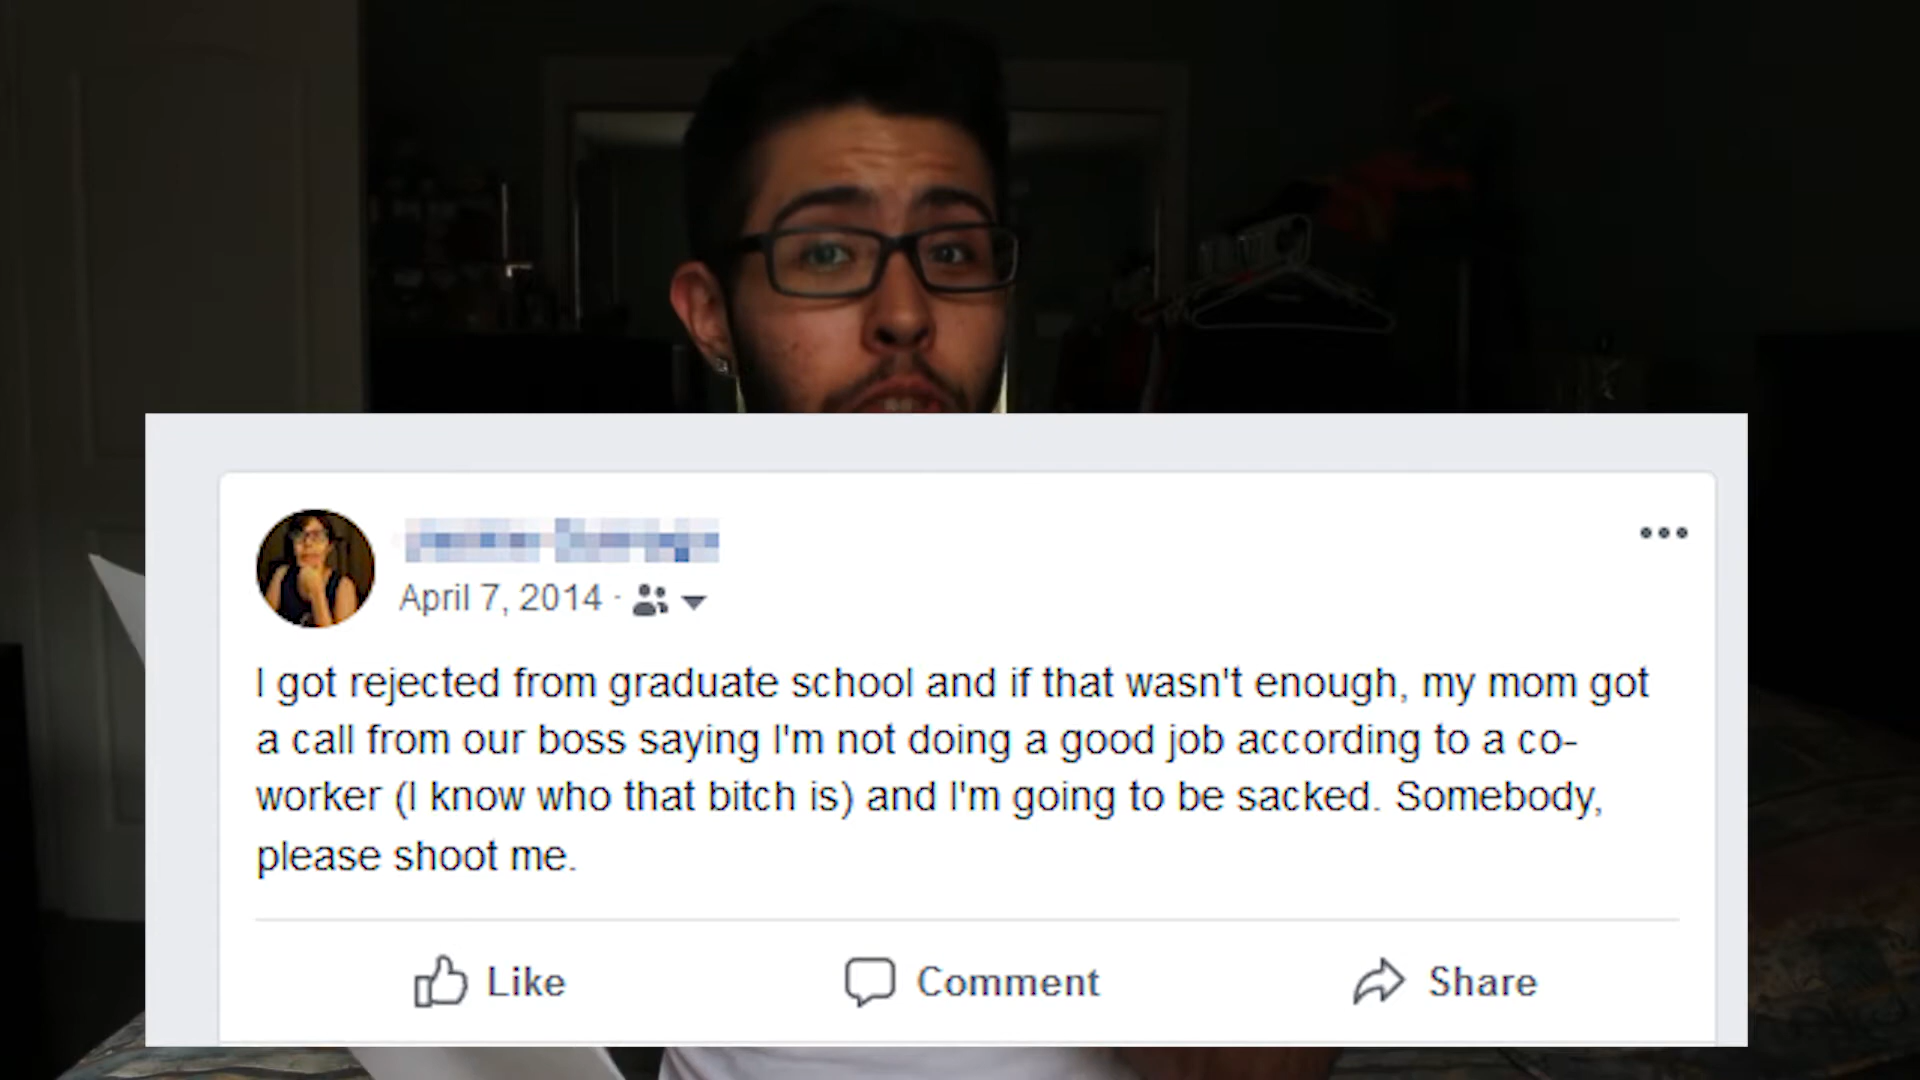 April 7, 2014 ·
I got rejected from graduate school and if that wasn't enough, my mom got
a call from our boss saying I'm not doing a good job according to a co-
worker (I know who that bitch is) and I'm going to be sacked. Somebody,
please shoot me.
Like Comment Share